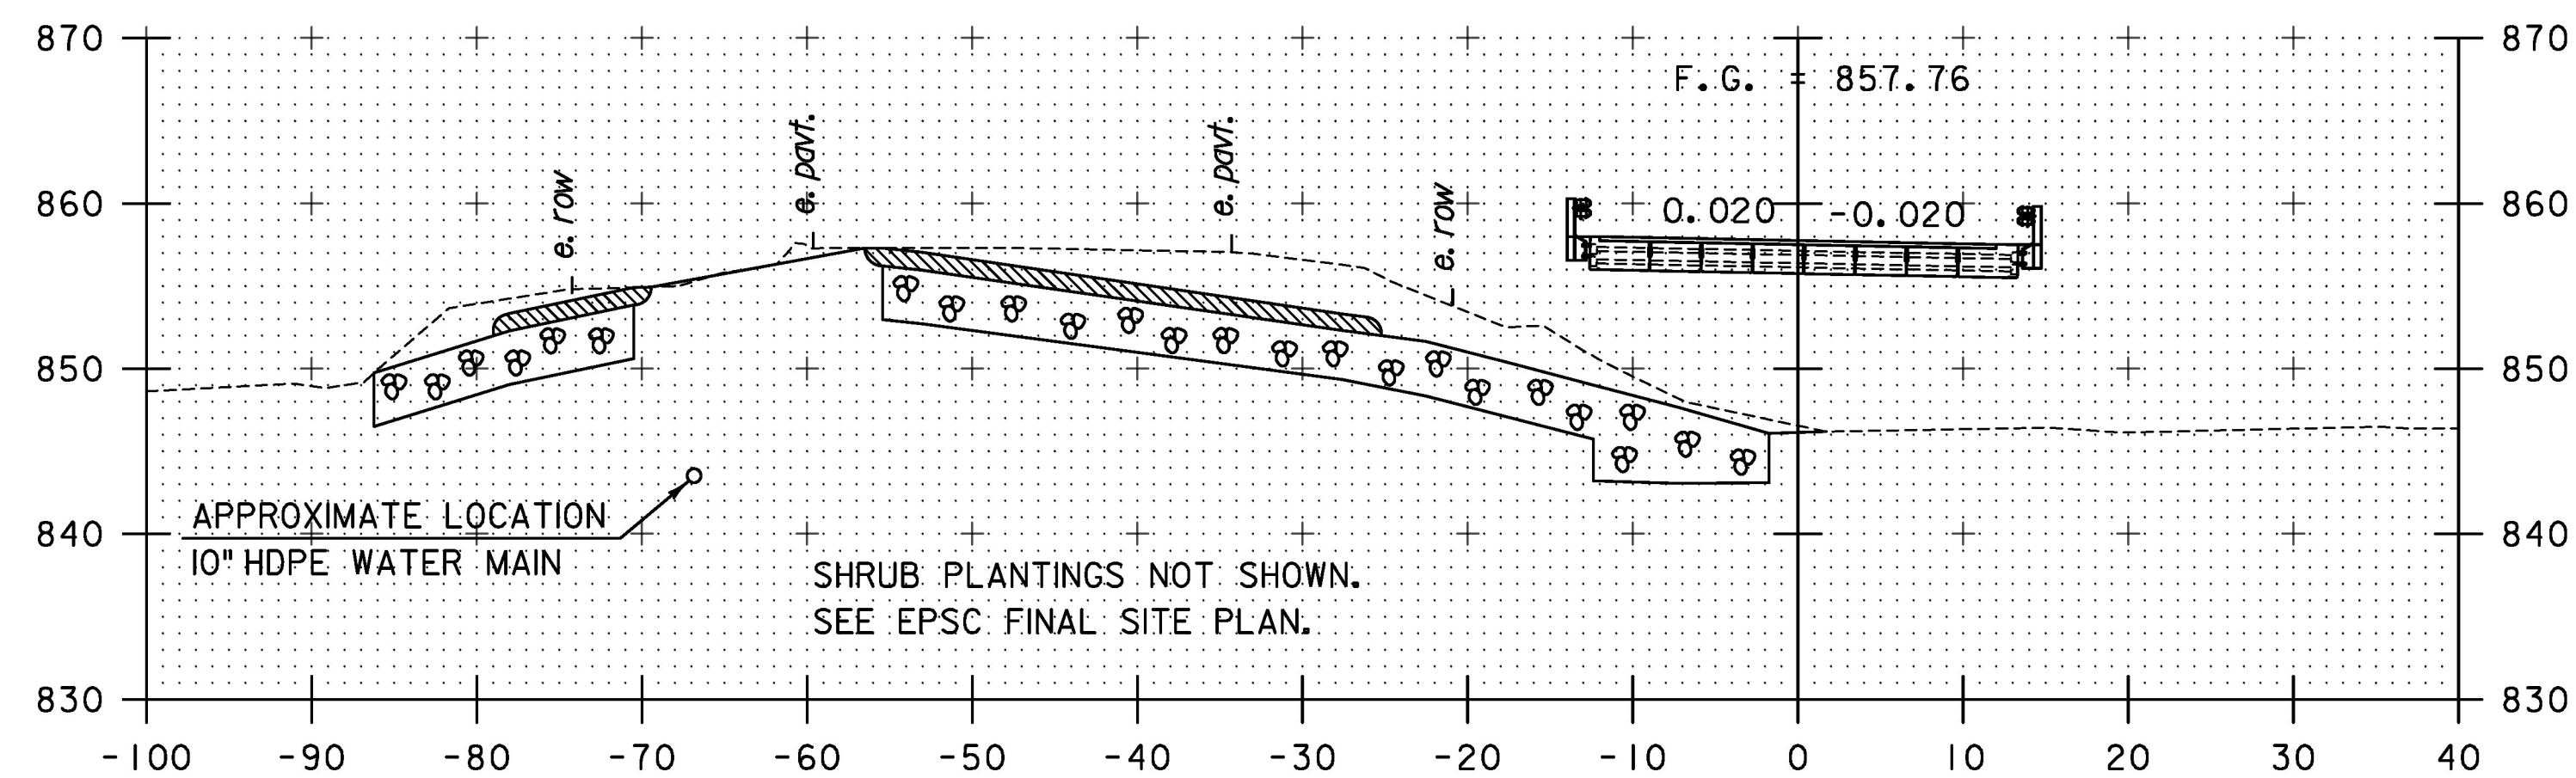 870
870
F.G. = 857.76
e. pavt.
e. pavt.
e. row
e. row
860
0.020
-0.020
860
850
850
APPROXIMATE LOCATION
10" HDPE WATER MAIN
840
840
SHRUB PLANTINGS NOT SHOWN.
SEE EPSC FINAL SITE PLAN.
830
830
-100 -90 -80 -70 -60 -50 -40 -30 -20 -10 0 10 20 30 40